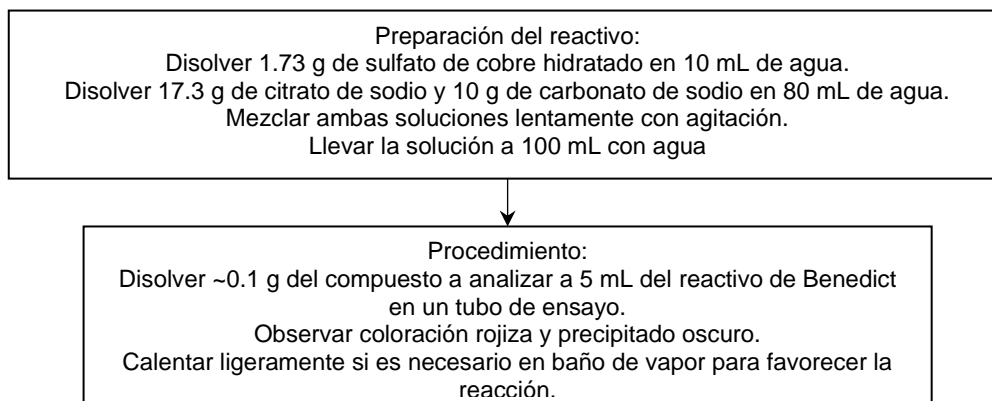 Preparación del reactivo:
Disolver 1.73 g de sulfato de cobre hidratado en 10 mL de agua.
Disolver 17.3 g de citrato de sodio y 10 g de carbonato de sodio en 80 mL de agua.
Mezclar ambas soluciones lentamente con agitación.
Llevar la solución a 100 mL con agua
Procedimiento:
Disolver ~0.1 g del compuesto a analizar a 5 mL del reactivo de Benedict
en un tubo de ensayo.
Observar coloración rojiza y precipitado oscuro.
Calentar ligeramente si es necesario en baño de vapor para favorecer la
reacción.